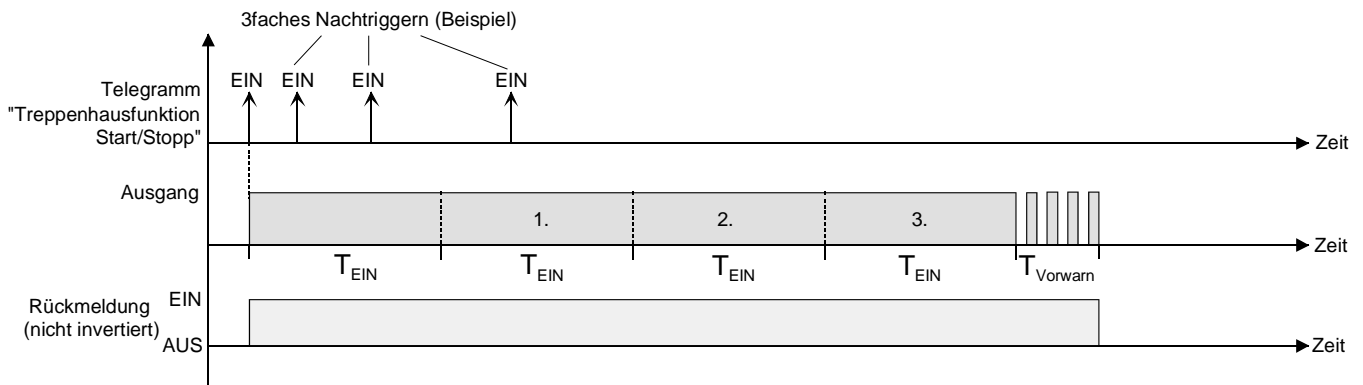 3faches Nachtriggern (Beispiel)
EIN EIN EIN EIN
Telegramm
"Treppenhausfunktion
Start/Stopp"
Zeit
Ausgang
1. 2. 3.
Zeit
TEIN TEIN TEIN TEIN TVorwarn
Rückmeldung
(nicht invertiert)
EIN
AUS
Zeit